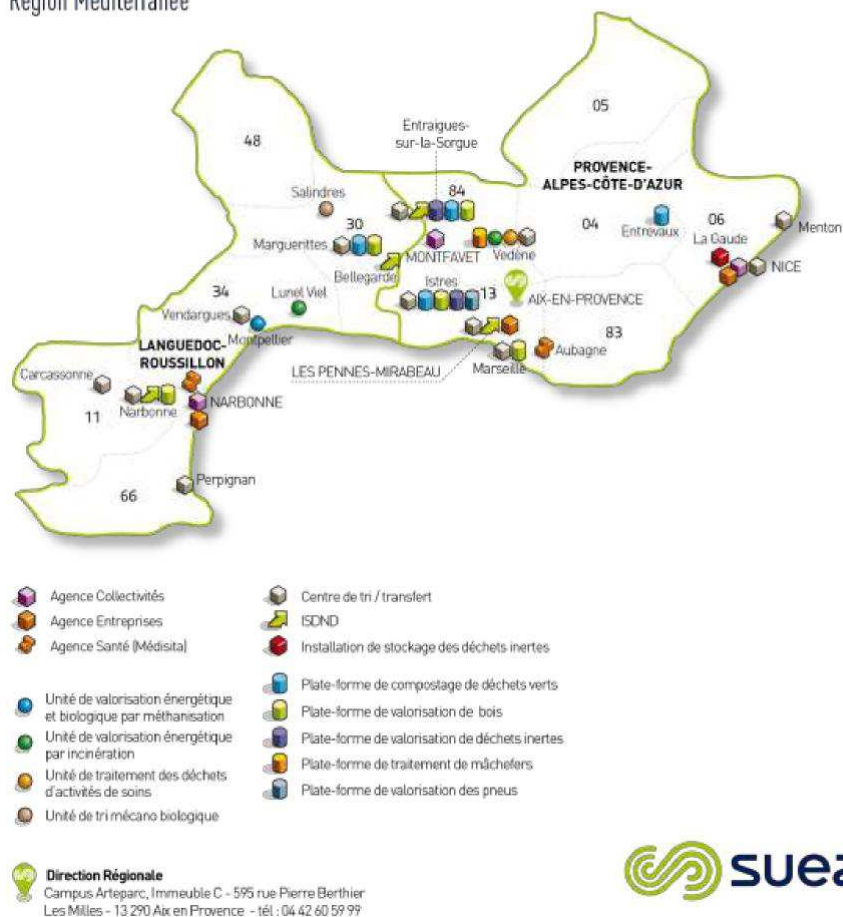 Région Méditerranée
05
48
Entraigues-
sur-la-Sorgue
PROVENCE-
ALPES-CÔTE-D'AZUR
84
Salindres
04
06
30
Entrevaux
La Gaude
Menton
Marguerittes
MONTFAVET
Vedène
Bellegarde
NICE
Istres
34
13
AIX-EN-PROVENCE
Lunel Viel
Vendargues
83
LANGUEDOC-
ROUSSILLON
Montpellier
Aubagne
LES PENNES-MIRABEAU
Marseille
Carcassonne
11
Narbonne
NARBONNE
Perpignan
66
Agence Collectivités
Agence Entreprises
Agence Santé (Médisita)
Unité de valorisation énergétique
et biologique par méthanisation
Unité de valorisation énergétique
par incinération
Unité de traitement des déchets
d'activités de soins
Unité de tri mécano biologique
Centre de tri / transfert
ISDND
Installation de stockage des déchets inertes
Plate-forme de compostage de déchets verts
Plate-forme de valorisation de bois
Plate-forme de valorisation de déchets inertes
Plate-forme de traitement de mâchefers
Plate-forme de valorisation des pneus
Direction Régionale
Campus Arteparc, Immeuble C - 595 rue Pierre Berthier
Les Milles - 13 290 Aix en Provence - tél : 04 42 60 59 99
suea